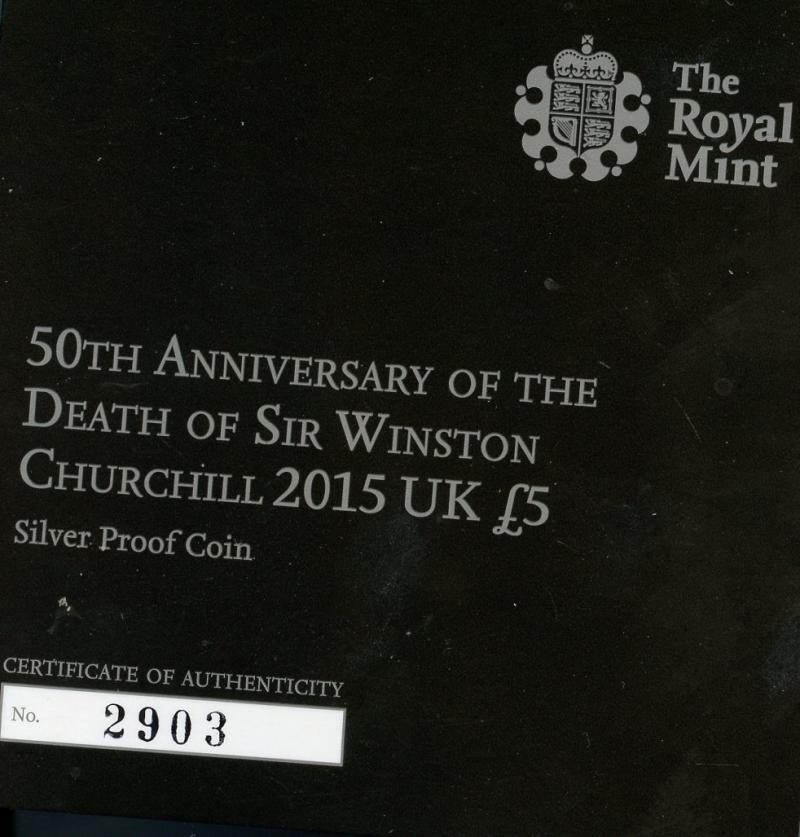 The
Royal
Mint
50TH ANNIVERSARY OF THE
DEATH OF SIR WINSTON
CHURCHILL 2015 UK £5
Silver Proof Coin
CERTIFICATE OF AUTHENTICITY
No. 2903